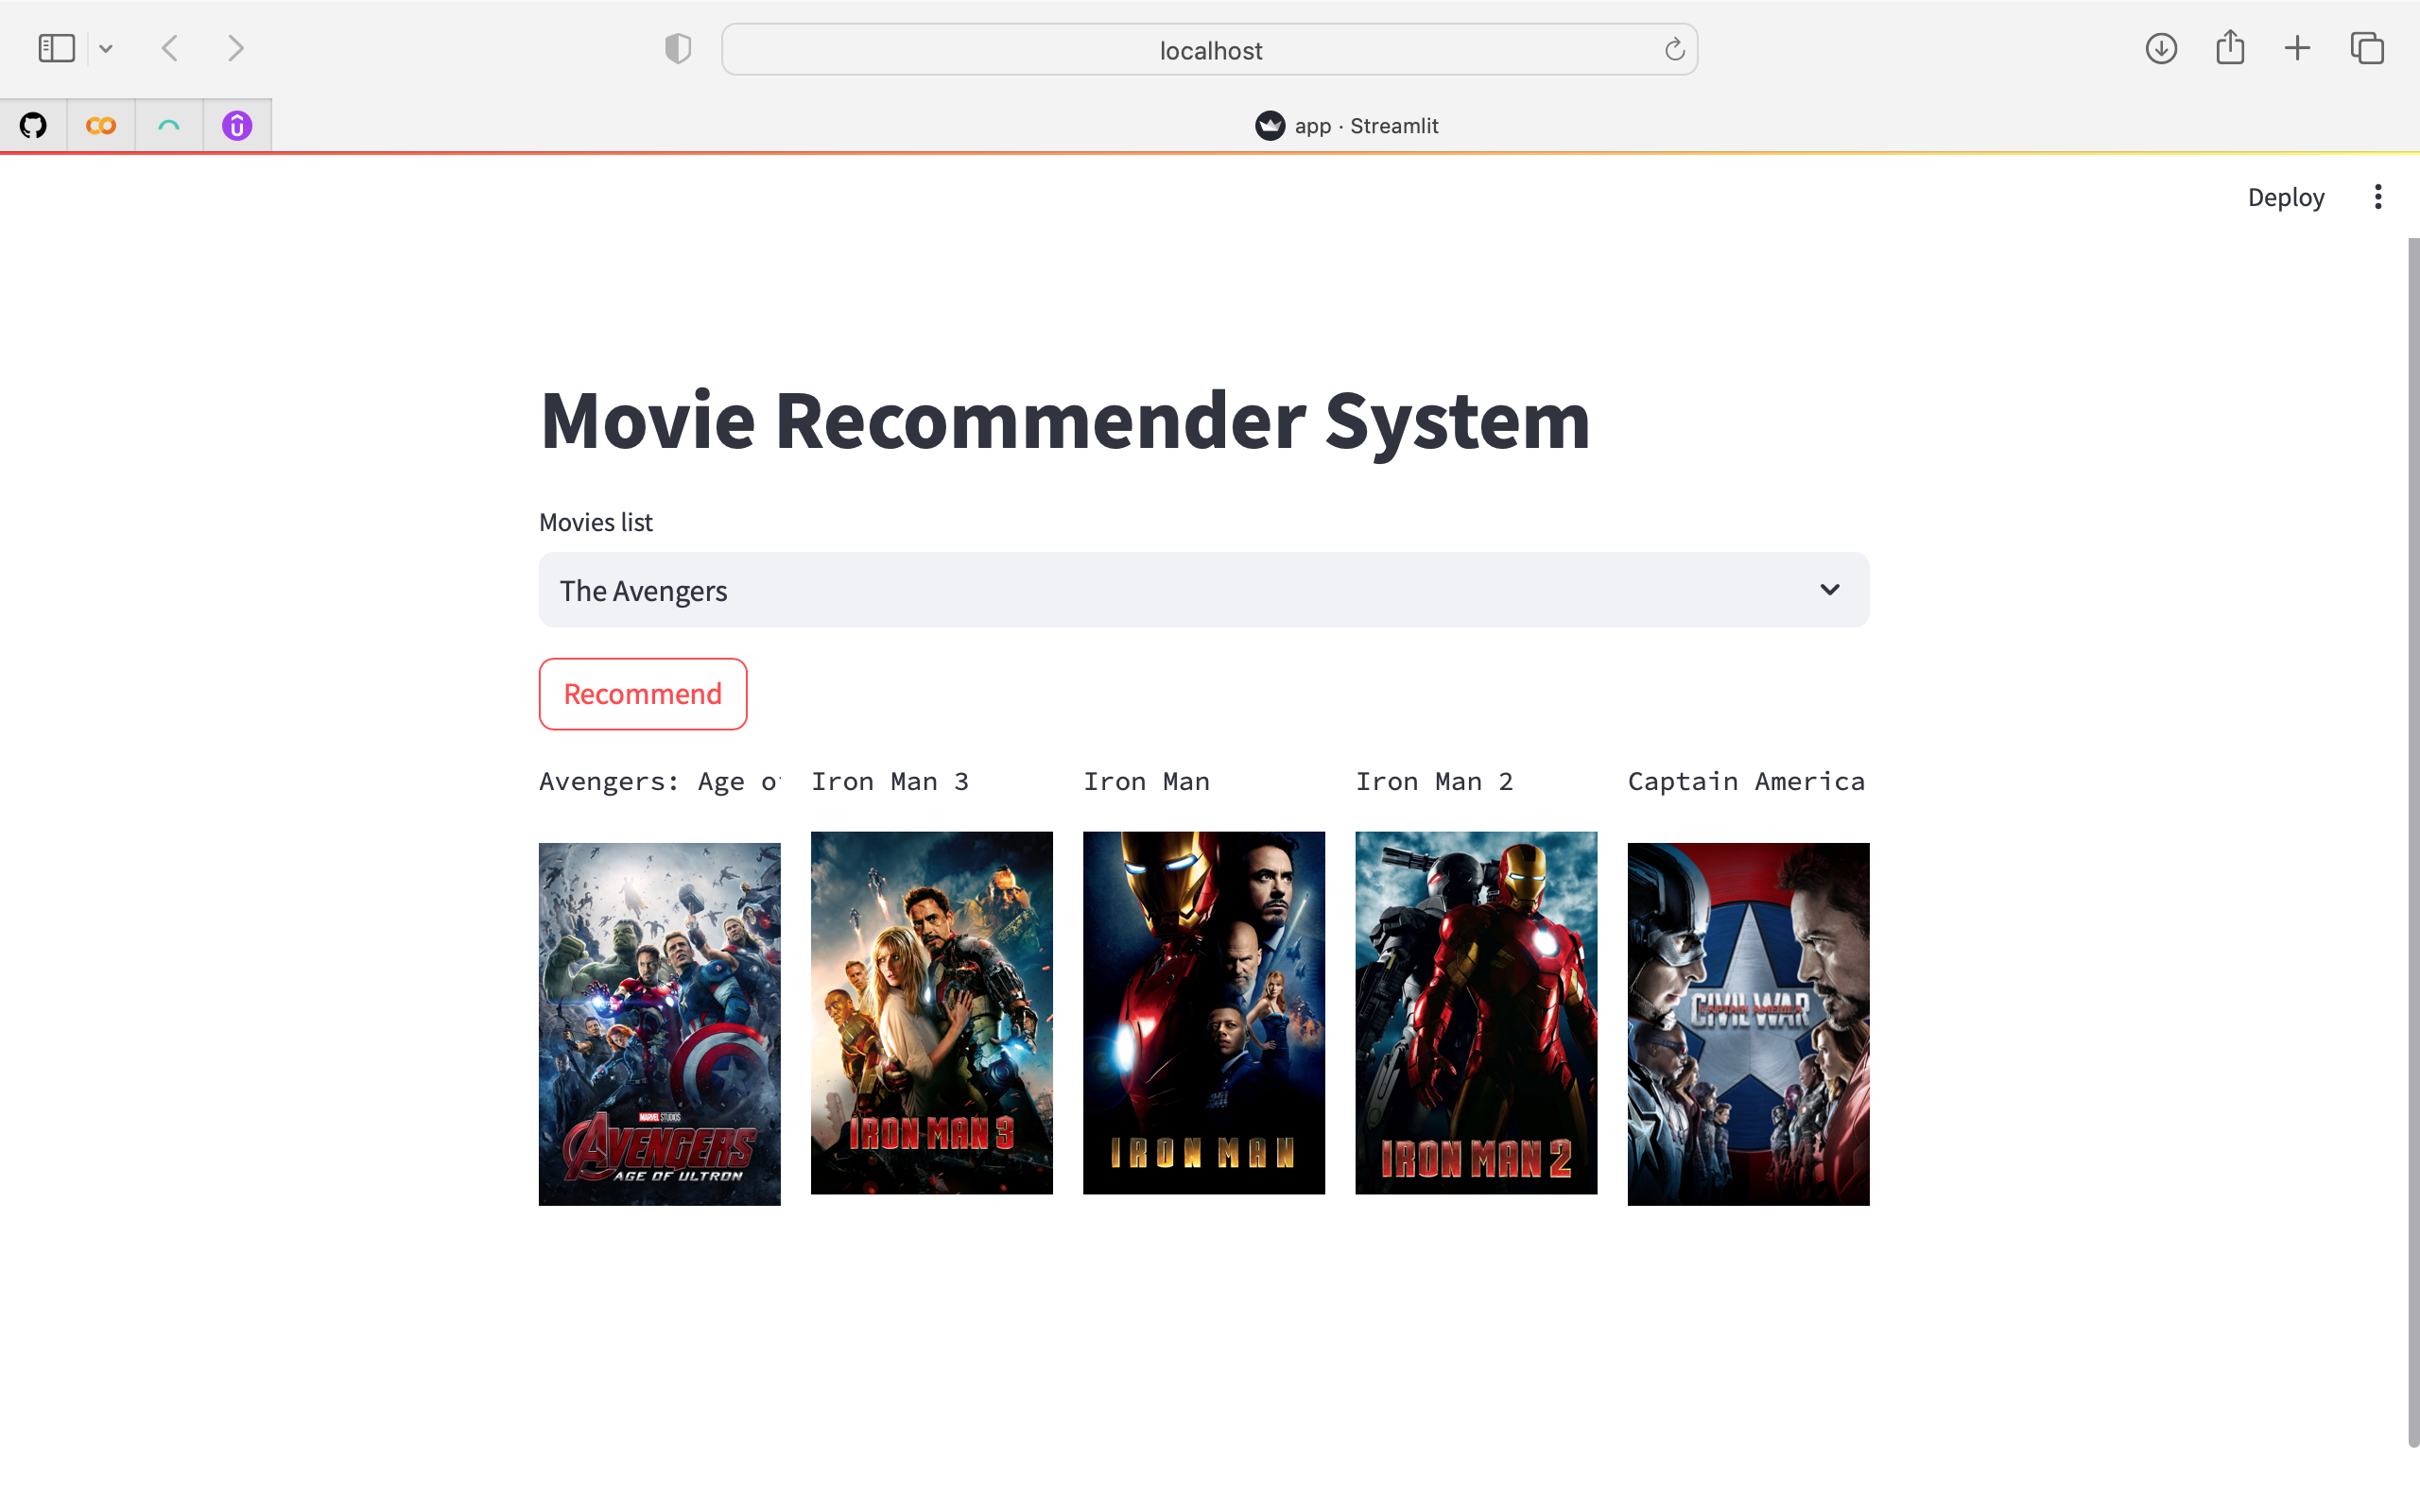 localhost
app · Streamlit
Deploy
Movie Recommender System
Movies list
The Avengers
Recommend
Avengers: Age o
Iron Man 3
Iron Man
Iron Man 2
Captain America
MARVEL STUDIOS
AVENGERS
AGE OF ULTRON
IRON MAN 3
IRON MAN
IRON MAN 2
CIVIL WAR
CAPTAIN AMERICA